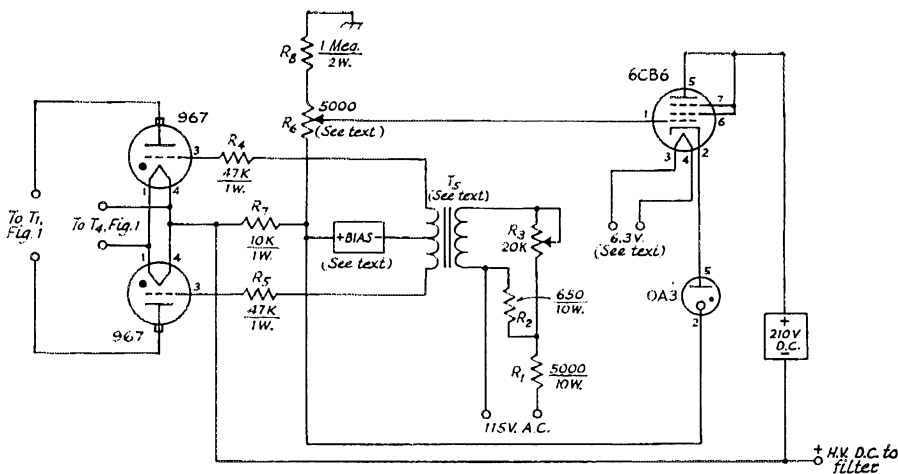 967
3
1
4
To T1,
Fig. 1
To T4, Fig. 1
1
4
3
967
R4
47K
1W.
R7
10K
1W.
R5
47K
1W.
R8
1 Meg.
2W.
R6
5000
(See text)
+BIAS-
(See text)
T5
(See text)
R3
20K
650
10W.
R2
R1
5000
10W.
115V. A.C.
6CB6
5
7
6
1
3
4
2
6.3V.
(See text)
5
OA3
2
+
210V
D.C.
-
+ H.V. D.C. to
filter